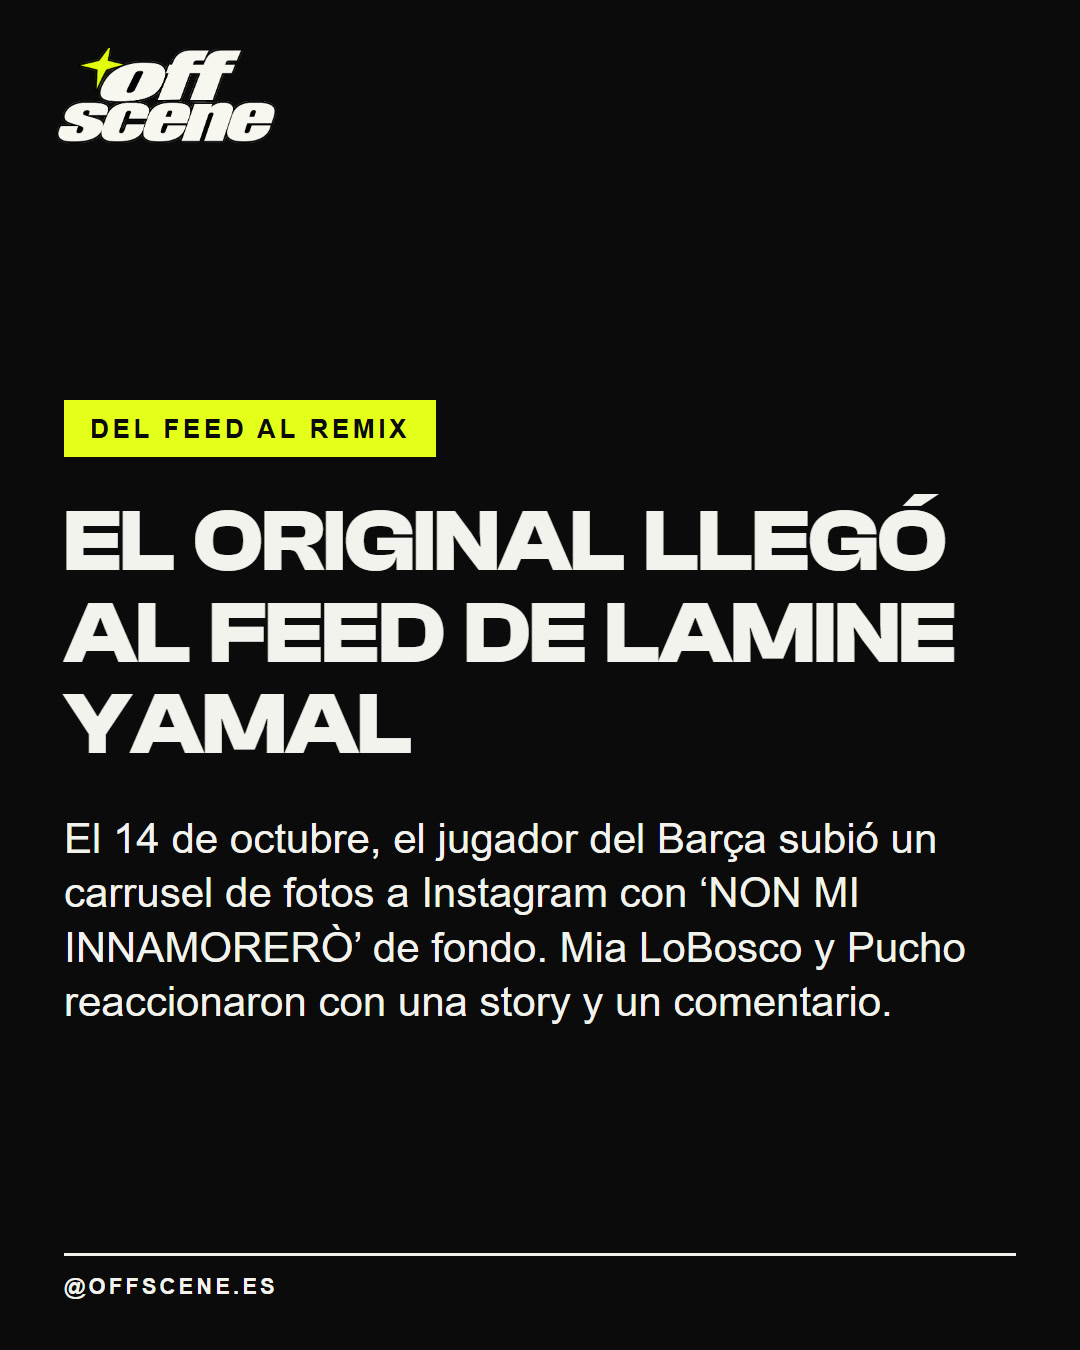 off
scene
DEL FEED AL REMIX
EL ORIGINAL LLEGÓ
AL FEED DE LAMINE
YAMAL
El 14 de octubre, el jugador del Barça subió un
carrusel de fotos a Instagram con ‘NON MI
INNAMORERÒ’ de fondo. Mia LoBosco y Pucho
reaccionaron con una story y un comentario.
@OFFSCENE.ES